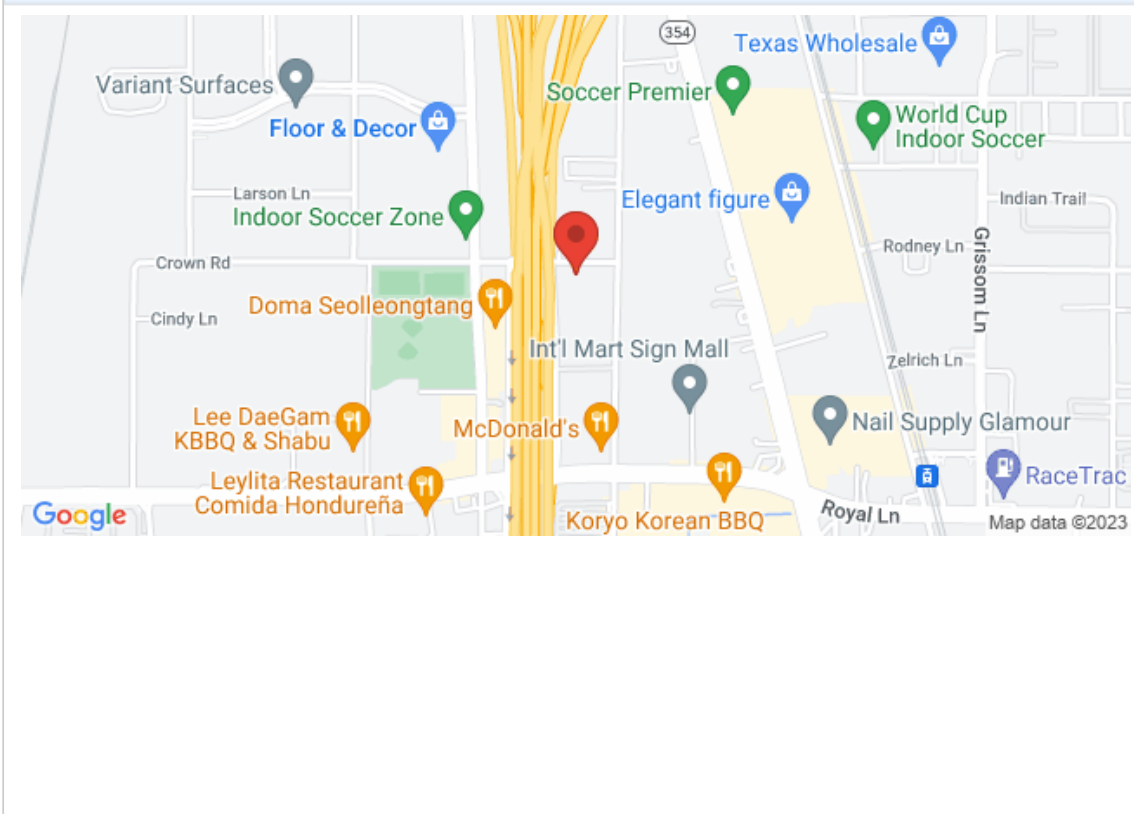 354
Texas Wholesale
Variant Surfaces
Soccer Premier
World Cup
Indoor Soccer
Floor & Decor
Larson Ln
Indoor Soccer Zone
Elegant figure
Indian Trail
Crown Rd
Rodney Ln
Grissom Ln
Doma Seolleongtang
Cindy Ln
Int'l Mart Sign Mall
Zelrich Ln
Lee DaeGam
KBBQ & Shabu
McDonald's
Nail Supply Glamour
Leylita Restaurant
Comida Hondureña
RaceTrac
Google
Koryo Korean BBQ
Royal Ln
Map data ©2023